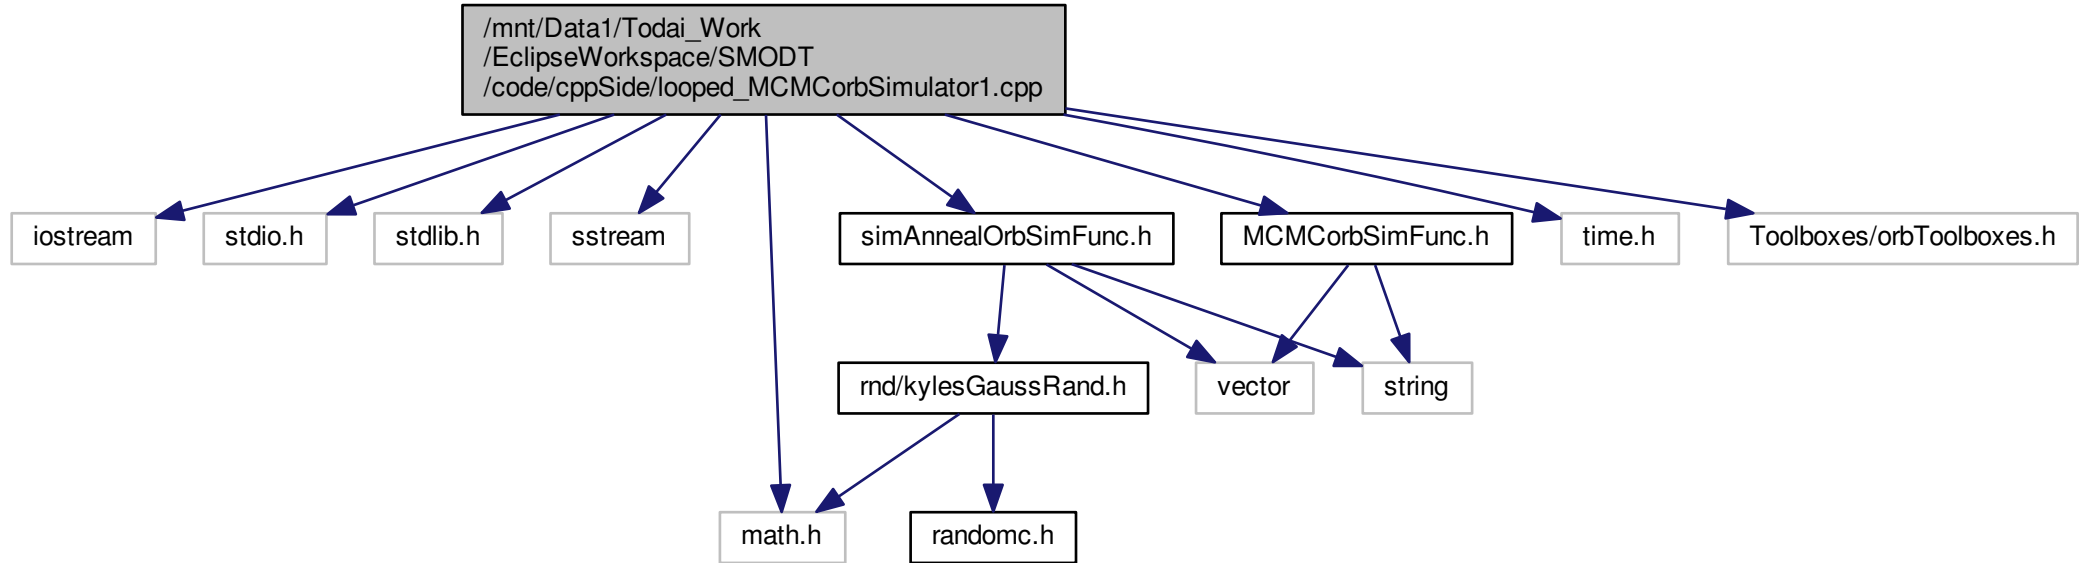 /mnt/Data1/Todai_Work
/EclipseWorkspace/SMODT
/code/cppSide/looped_MCMCorbSimulator1.cpp
iostream
stdio.h
stdlib.h
sstream
simAnnealOrbSimFunc.h
MCMCorbSimFunc.h
time.h
Toolboxes/orbToolboxes.h
rnd/kylesGaussRand.h
vector
string
math.h
randomc.h